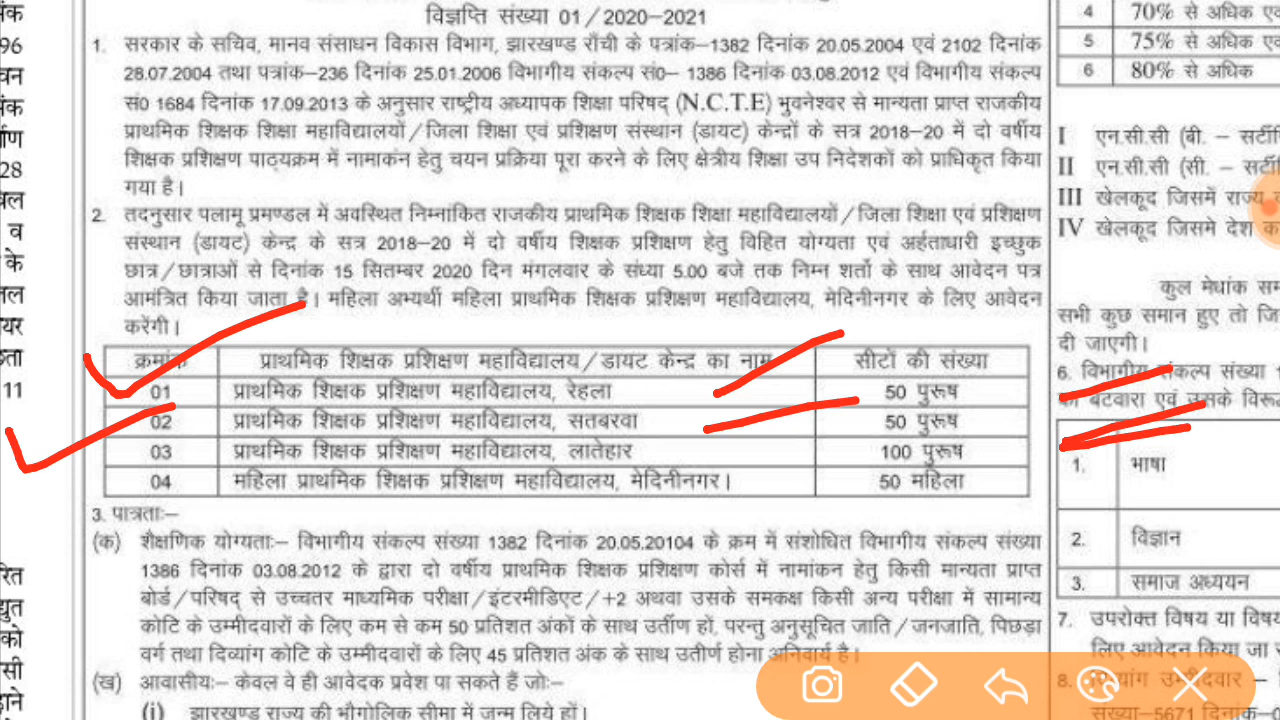 विज्ञप्ति संख्या 01/2020–2021
1. सरकार के सचिव, मानव संसाधन विकास विभाग, झारखण्ड राँची के पत्रांक–1382 दिनांक 20.05.2004 एवं 2102 दिनांक
28.07.2004 तथा पत्रांक–236 दिनांक 25.01.2006 विभागीय संकल्प सं0– 1386 दिनांक 03.08.2012 एवं विभागीय संकल्प
सं0 1684 दिनांक 17.09.2013 के अनुसार राष्ट्रीय अध्यापक शिक्षा परिषद् (N.C.T.E) भुवनेश्वर से मान्यता प्राप्त राजकीय
प्राथमिक शिक्षक शिक्षा महाविद्यालयों/जिला शिक्षा एवं प्रशिक्षण संस्थान (डायट) केन्द्रों के सत्र 2018–20 में दो वर्षीय
शिक्षक प्रशिक्षण पाठ्यक्रम में नामाकंन हेतु चयन प्रक्रिया पूरा करने के लिए क्षेत्रीय शिक्षा उप निदेशकों को प्राधिकृत किया
गया है।
2. तदनुसार पलामू प्रमण्डल में अवस्थित निम्नाकित राजकीय प्राथमिक शिक्षक शिक्षा महाविद्यालयों/जिला शिक्षा एवं प्रशिक्षण
संस्थान (डायट) केन्द्र के सत्र 2018–20 में दो वर्षीय शिक्षक प्रशिक्षण हेतु विहित योग्यता एवं अर्हताधारी इच्छुक
छात्र/छात्राओं से दिनांक 15 सितम्बर 2020 दिन मंगलवार के संध्या 5.00 बजे तक निम्न शर्तो के साथ आवेदन पत्र
आमंत्रित किया जाता है। महिला अभ्यर्थी महिला प्राथमिक शिक्षक प्रशिक्षण महाविद्यालय, मेदिनीनगर के लिए आवेदन
करेंगी।
क्रमांक प्राथमिक शिक्षक प्रशिक्षण महाविद्यालय/डायट केन्द्र का नाम सीटों की संख्या
01 प्राथमिक शिक्षक प्रशिक्षण महाविद्यालय, रेहला 50 पुरूष
02 प्राथमिक शिक्षक प्रशिक्षण महाविद्यालय, सतबरवा 50 पुरूष
03 प्राथमिक शिक्षक प्रशिक्षण महाविद्यालय, लातेहार 100 पुरूष
04 महिला प्राथमिक शिक्षक प्रशिक्षण महाविद्यालय, मेदिनीनगर। 50 महिला
3. पात्रताः–
(क) शैक्षणिक योग्यताः– विभागीय संकल्प संख्या 1382 दिनांक 20.05.20104 के क्रम में संशोधित विभागीय संकल्प संख्या
1386 दिनांक 03.08.2012 के द्वारा दो वर्षीय प्राथमिक शिक्षक प्रशिक्षण कोर्स में नामांकन हेतु किसी मान्यता प्राप्त
बोर्ड/परिषद् से उच्चतर माध्यमिक परीक्षा/इंटरमीडिएट/+2 अथवा उसके समकक्ष किसी अन्य परीक्षा में सामान्य
कोटि के उम्मीदवारों के लिए कम से कम 50 प्रतिशत अंकों के साथ उर्तीण हों, परन्तु अनुसूचित जाति/जनजाति, पिछड़ा
वर्ग तथा दिव्यांग कोटि के उम्मीदवारों के लिए 45 प्रतिशत अंक के साथ उतीर्ण होना अनिवार्य है।
(ख) आवासीयः– केवल वे ही आवेदक प्रवेश पा सकते हैं जोः–
(i) झारखण्ड राज्य की भौगोलिक सीमा में जन्म लिये हों।
4 70% से अधिक
5 75% से अधिक
6 80% से अधिक
I एन.सी.सी (बी. –
II एन.सी.सी (सी. –
III खेलकूद जिसमें राज्य
IV खेलकूद जिसमे देश
कुल मेधांक
सभी कुछ समान हुए तो
दी जाएगी।
6. विभागीय संकल्प संख्या
का बंटवारा एवं उसके
1. भाषा
2. विज्ञान
3. समाज अध्ययन
7. उपरोक्त विषय या
लिए आवेदन किया जा
8. उम्मीदवार –
संख्या–5671
96
व
के
28
11
को